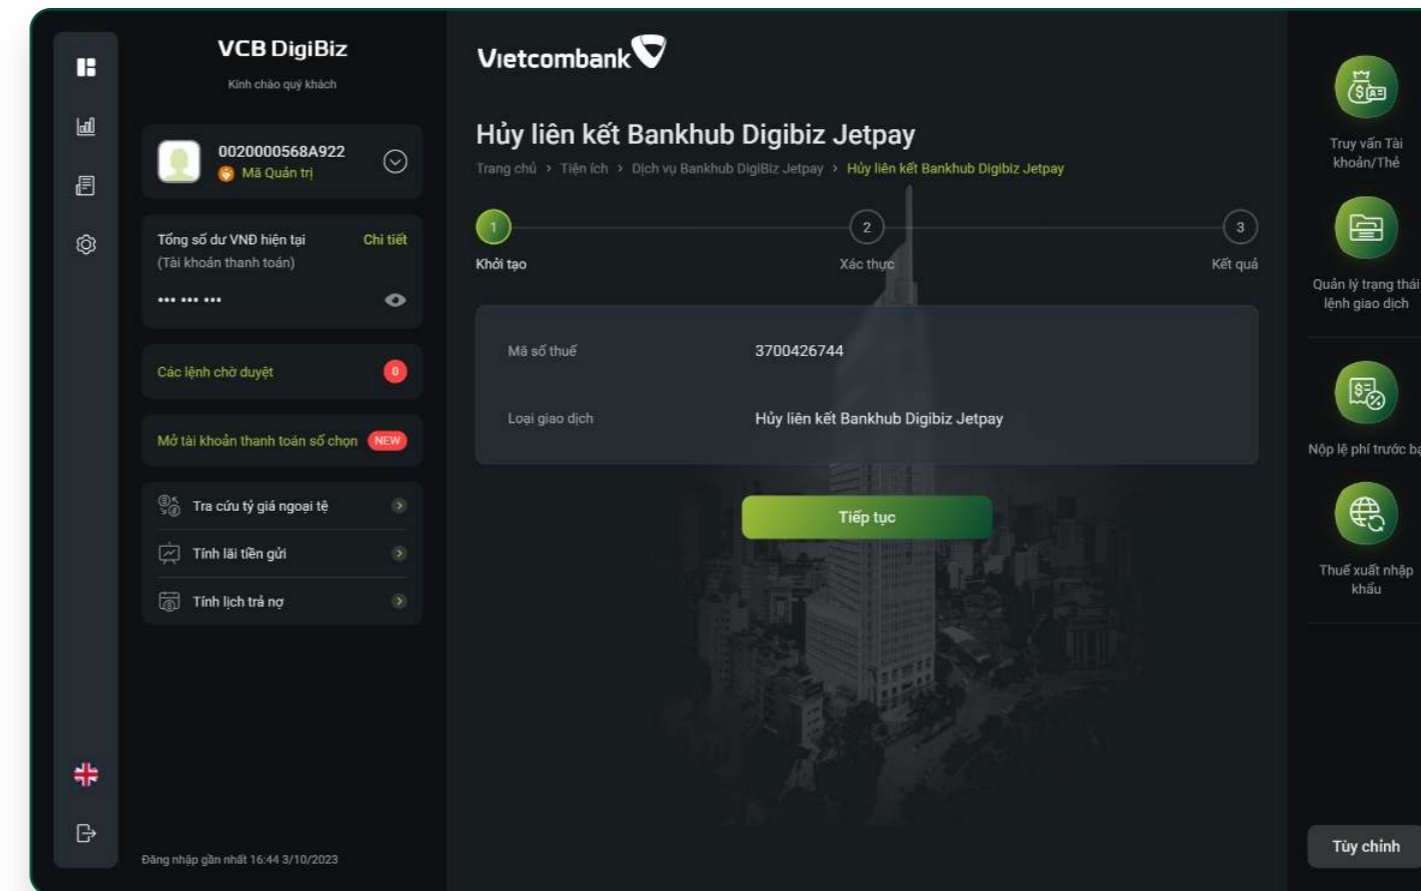 VCB DigiBiz
Kính chào quý khách
0020000568A922
Mã Quản trị
Tổng số dư VNĐ hiện tại
Chi tiết
(Tài khoản thanh toán)
*** *** ***
Các lệnh chờ duyệt
0
Mở tài khoản thanh toán số chọn
NEW
Tra cứu tỷ giá ngoại tệ
Tính lãi tiền gửi
Tính lịch trả nợ
Đăng nhập gần nhất 16:44 3/10/2023
Vietcombank
Hủy liên kết Bankhub Digibiz Jetpay
Trang chủ > Tiện ích > Dịch vụ Bankhub DigiBiz Jetpay > Hủy liên kết Bankhub Digibiz Jetpay
1
2
3
Khởi tạo
Xác thực
Kết quả
Mã số thuế
3700426744
Loại giao dịch
Hủy liên kết Bankhub Digibiz Jetpay
Tiếp tục
Truy vấn Tài
khoản/Thẻ
Quản lý trạng thái
lệnh giao dịch
Nộp lệ phí trước bạ
Thuế xuất nhập
khẩu
Tùy chỉnh